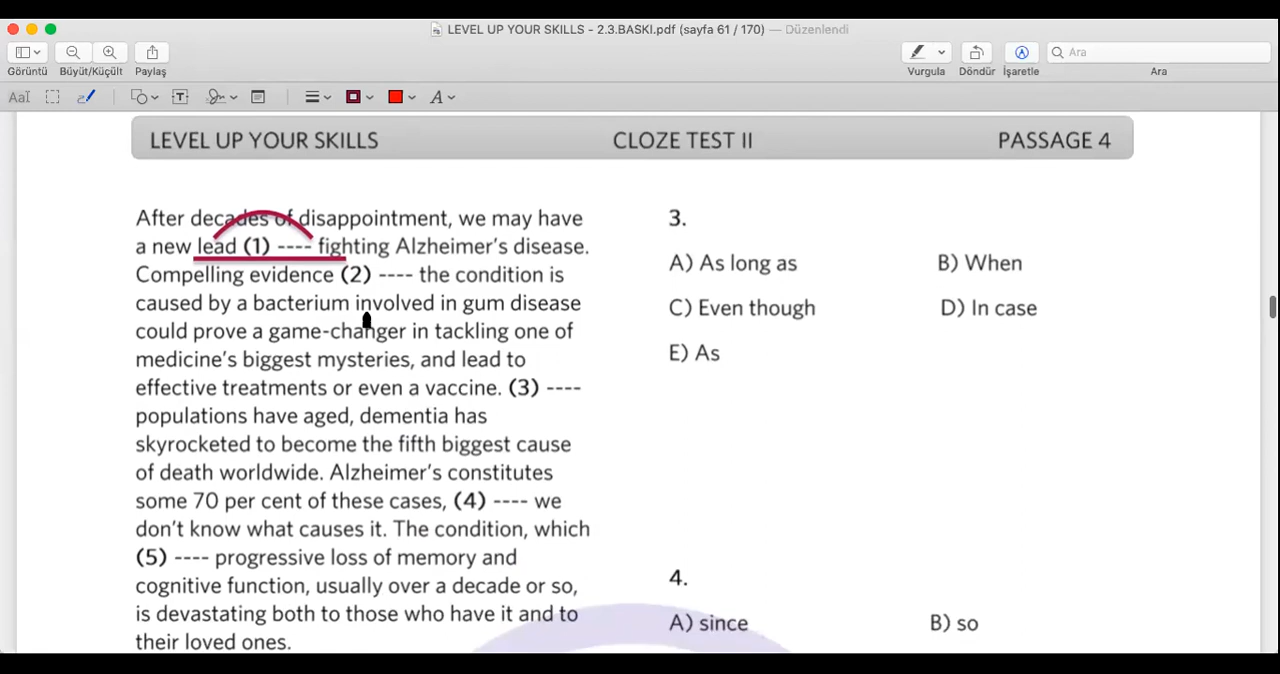 LEVEL UP YOUR SKILLS - 2.3.BASKI.pdf (sayfa 61 / 170) — Düzenlendi
Ara
Görüntü Büyüt/Küçült Paylaş Vurgula Döndür İşaretle Ara
AaI T A
LEVEL UP YOUR SKILLS CLOZE TEST II PASSAGE 4
After decades of disappointment, we may have
a new lead (1) ---- fighting Alzheimer's disease.
Compelling evidence (2) ---- the condition is
caused by a bacterium involved in gum disease
could prove a game-changer in tackling one of
medicine's biggest mysteries, and lead to
effective treatments or even a vaccine. (3) ----
populations have aged, dementia has
skyrocketed to become the fifth biggest cause
of death worldwide. Alzheimer's constitutes
some 70 per cent of these cases, (4) ---- we
don't know what causes it. The condition, which
(5) ---- progressive loss of memory and
cognitive function, usually over a decade or so,
is devastating both to those who have it and to
their loved ones.
3.
A) As long as B) When
C) Even though D) In case
E) As
4.
A) since B) so